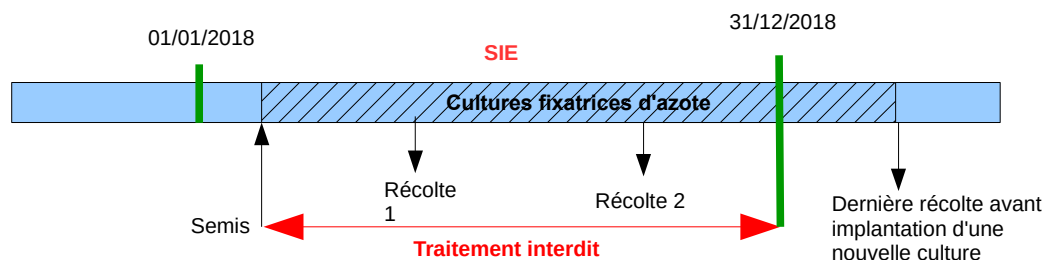 31/12/2018
01/01/2018
SIE
Cultures fixatrices d'azote
Récolte
1
Récolte 2
Dernière récolte avant
implantation d'une
nouvelle culture
Semis
Traitement interdit